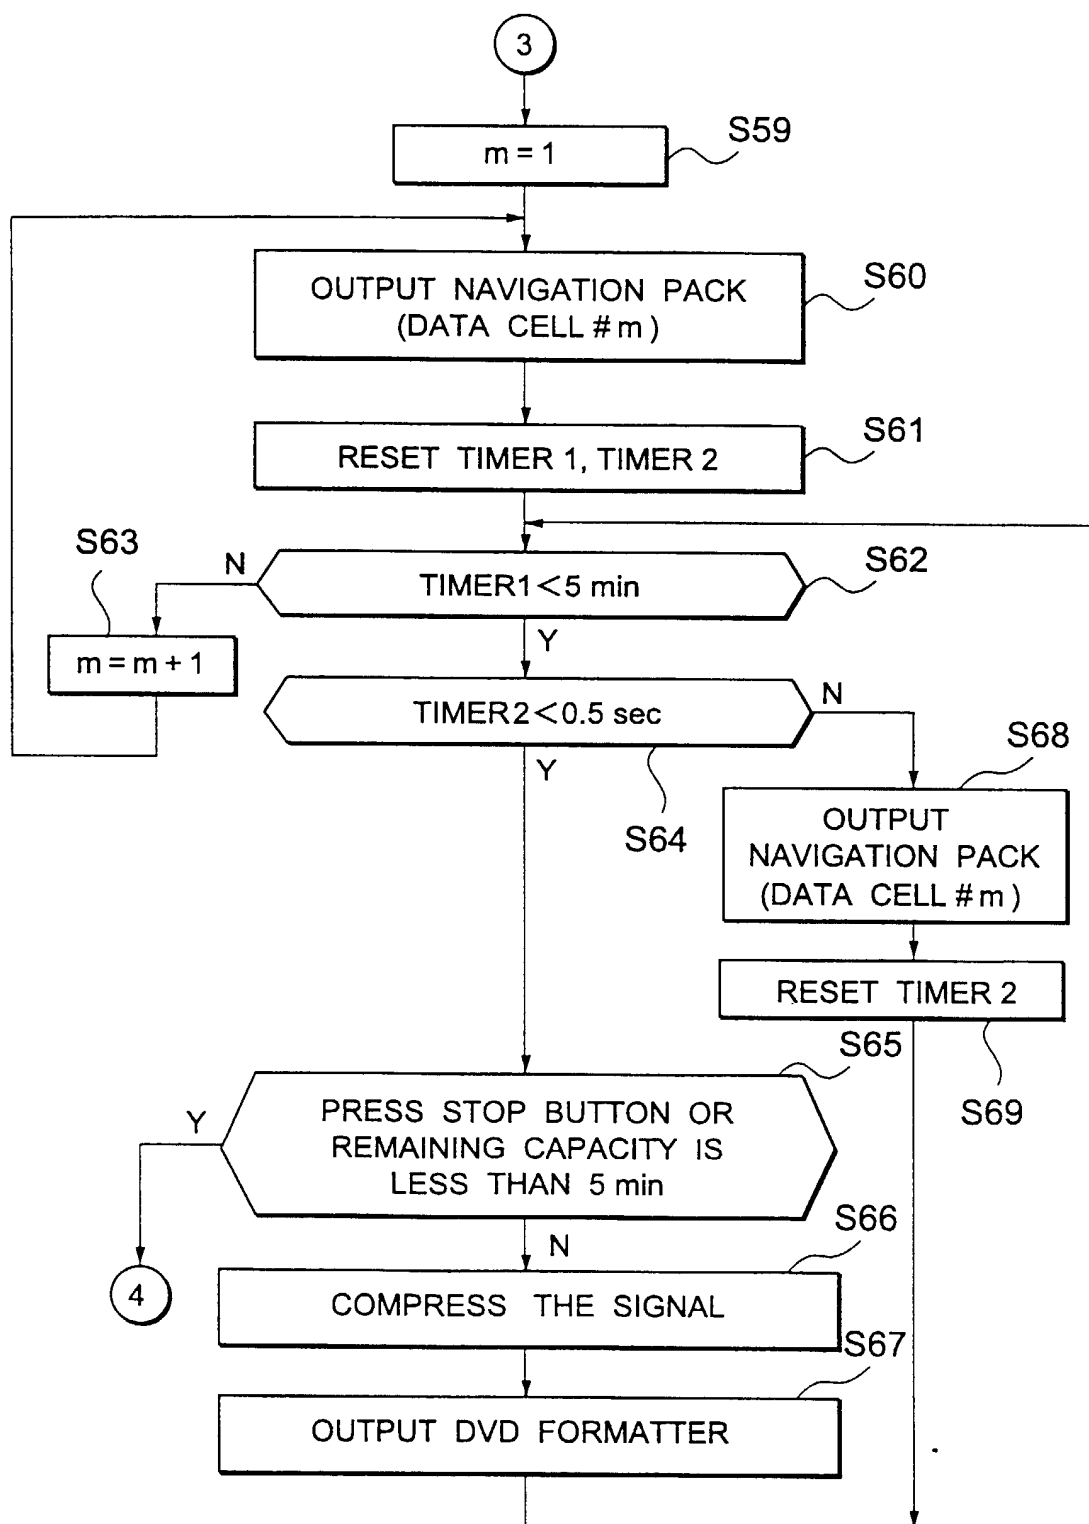 3
S59
m = 1
S60
OUTPUT NAVIGATION PACK
(DATA CELL # m )
S61
RESET TIMER 1, TIMER 2
S63
N
S62
TIMER1 < 5 min
m = m + 1
Y
TIMER2 < 0.5 sec
N
Y
S64
S68
OUTPUT
NAVIGATION PACK
(DATA CELL # m )
RESET TIMER 2
S69
S65
Y
PRESS STOP BUTTON OR
REMAINING CAPACITY IS
LESS THAN 5 min
N
S66
4
COMPRESS THE SIGNAL
S67
OUTPUT DVD FORMATTER